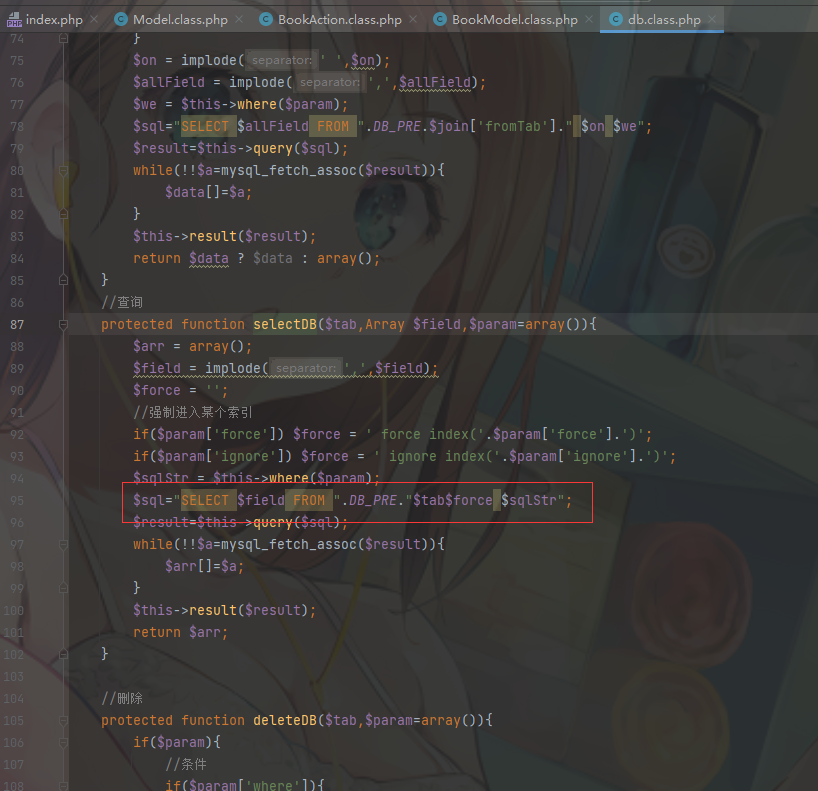 index.php × Model.class.php × BookAction.class.php × BookModel.class.php × db.class.php ×
74 }
75 $on = implode( separator: ' ',$on);
76 $allField = implode( separator: ',',$allField);
77 $we = $this->where($param);
78 $sql="SELECT $allField FROM ".DB_PRE.$join['fromTab']." $on $we";
79 $result=$this->query($sql);
80 while(!!$a=mysql_fetch_assoc($result)){
81 $data[]=$a;
82 }
83 $this->result($result);
84 return $data ? $data : array();
85 }
86 //查询
87 protected function selectDB($tab,Array $field,$param=array()){
88 $arr = array();
89 $field = implode( separator: ',',$field);
90 $force = '';
91 //强制进入某个索引
92 if($param['force']) $force = ' force index('.$param['force'].')';
93 if($param['ignore']) $force = ' ignore index('.$param['ignore'].')';
94 $sqlStr = $this->where($param);
95 $sql="SELECT $field FROM ".DB_PRE."$tab$force $sqlStr";
96 $result=$this->query($sql);
97 while(!!$a=mysql_fetch_assoc($result)){
98 $arr[]=$a;
99 }
100 $this->result($result);
101 return $arr;
102 }
103
104 //删除
105 protected function deleteDB($tab,$param=array()){
106 if($param){
107 //条件
108 if($param['where']){